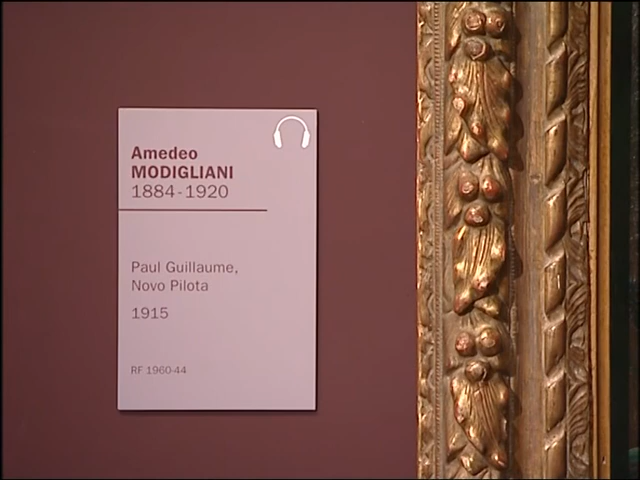 Amedeo
MODIGLIANI
1884-1920
Paul Guillaume,
Novo Pilota
1915
RF 1960-44